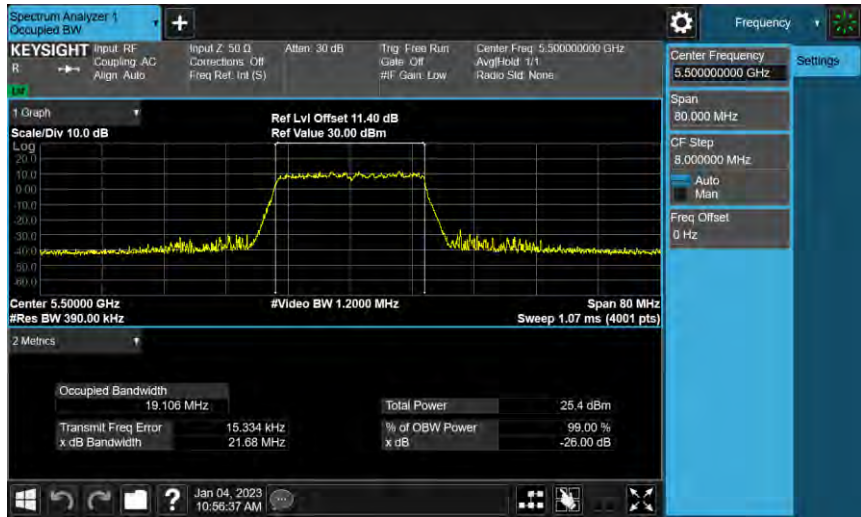 Spectrum Analyzer 1
Occupied BW
+
Frequency
KEYSIGHT
R
Input: RF
Coupling: AC
Align: Auto
Input Z: 50 Ω
Corrections: Off
Freq Ref: Int (S)
Atten: 30 dB
Trig: Free Run
Gate: Off
#IF Gain: Low
Center Freq: 5.500000000 GHz
Avg|Hold: 1/1
Radio Std: None
Center Frequency
5.500000000 GHz
Settings
Span
80.000 MHz
CF Step
8.000000 MHz
Auto
Man
Freq Offset
0 Hz
1 Graph
Scale/Div 10.0 dB
Ref Lvl Offset 11.40 dB
Ref Value 30.00 dBm
Log
20.0
10.0
0.00
-10.0
-20.0
-30.0
-40.0
-50.0
-60.0
Center 5.50000 GHz
#Video BW 1.2000 MHz
Span 80 MHz
#Res BW 390.00 kHz
Sweep 1.07 ms (4001 pts)
2 Metrics
Occupied Bandwidth
19.106 MHz
Total Power 25.4 dBm
Transmit Freq Error 15.334 kHz
% of OBW Power 99.00 %
x dB Bandwidth 21.68 MHz
x dB -26.00 dB
?
Jan 04, 2023
10:56:37 AM